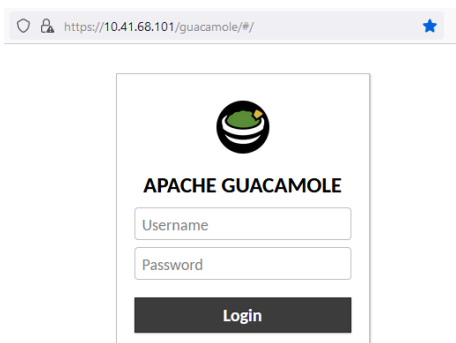 https://10.41.68.101/guacamole/#/
APACHE GUACAMOLE
Username
Password
Login